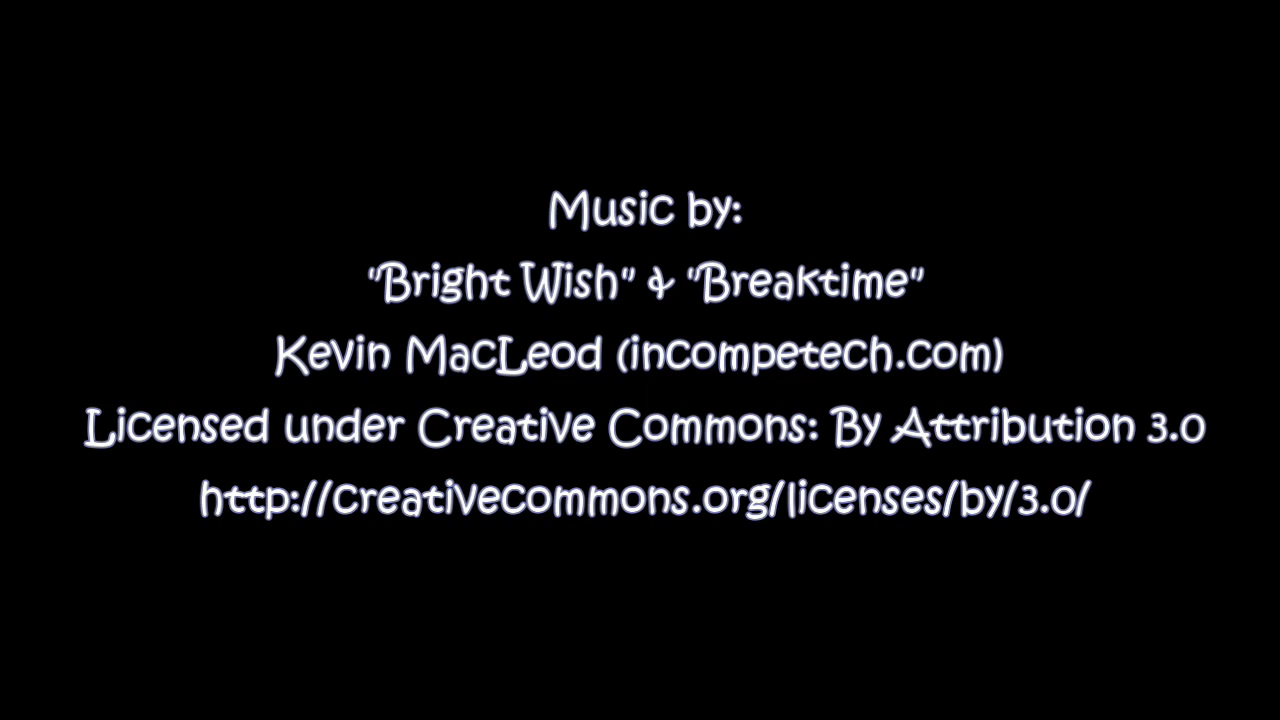 Music by:
"Bright Wish" & "Breaktime"
Kevin MacLeod (incompetech.com)
Licensed under Creative Commons: By Attribution 3.0
http://creativecommons.org/licenses/by/3.0/